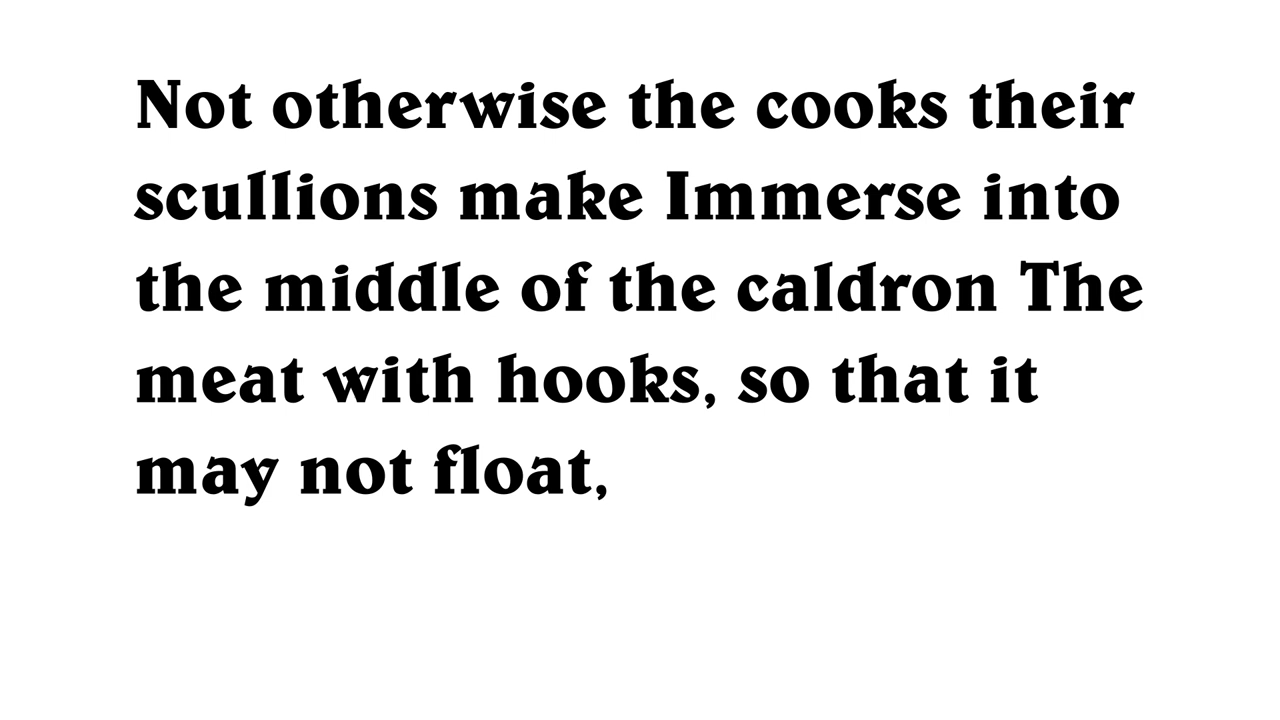 Not otherwise the cooks their
scullions make Immerse into
the middle of the caldron The
meat with hooks, so that it
may not float,